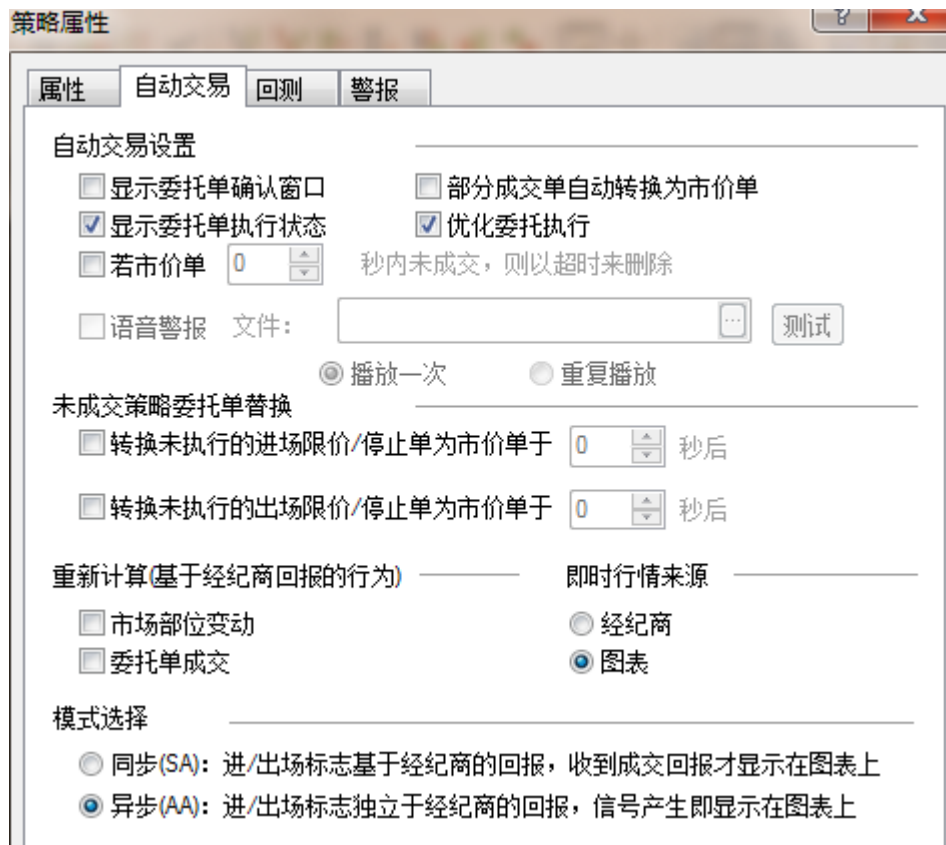 策略属性
属性 自动交易 回测 警报
自动交易设置
显示委托单确认窗口 部分成交单自动转换为市价单
显示委托单执行状态 优化委托执行
若市价单 0 秒内未成交，则以超时来删除
语音警报 文件： ... 测试
播放一次 重复播放
未成交策略委托单替换
转换未执行的进场限价/停止单为市价单于 0 秒后
转换未执行的出场限价/停止单为市价单于 0 秒后
重新计算(基于经纪商回报的行为) 即时行情来源
市场部位变动 经纪商
委托单成交 图表
模式选择
同步(SA)：进/出场标志基于经纪商的回报，收到成交回报才显示在图表上
异步(AA)：进/出场标志独立于经纪商的回报，信号产生即显示在图表上